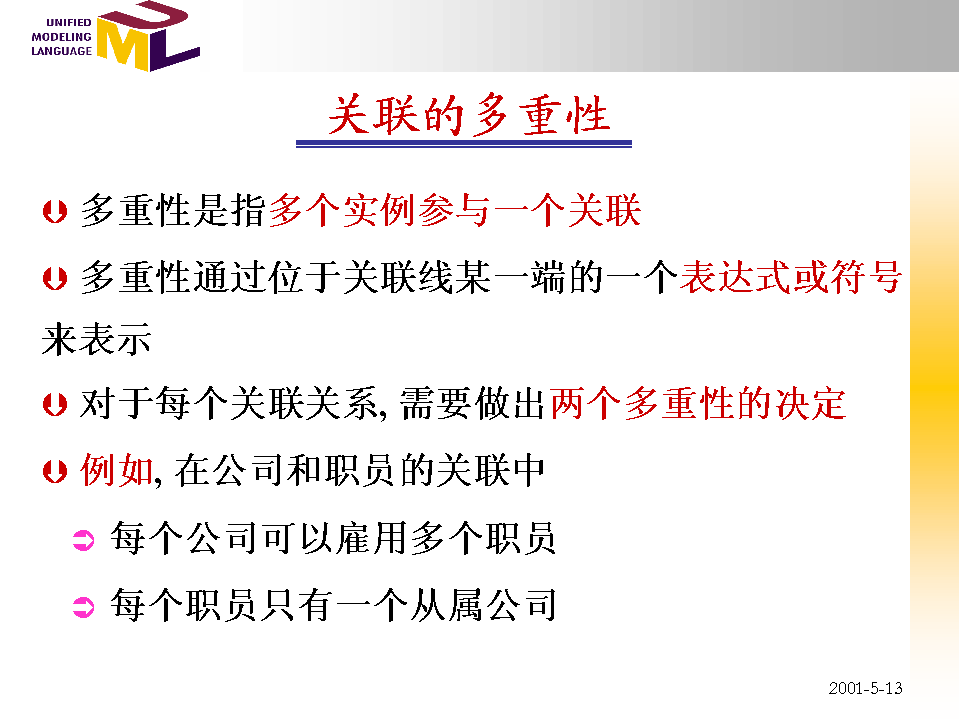 UNIFIED
MODELING
LANGUAGE
UML
关联的多重性
多重性是指多个实例参与一个关联
多重性通过位于关联线某一端的一个表达式或符号
来表示
对于每个关联关系, 需要做出两个多重性的决定
例如, 在公司和职员的关联中
每个公司可以雇用多个职员
每个职员只有一个从属公司
2001-5-13